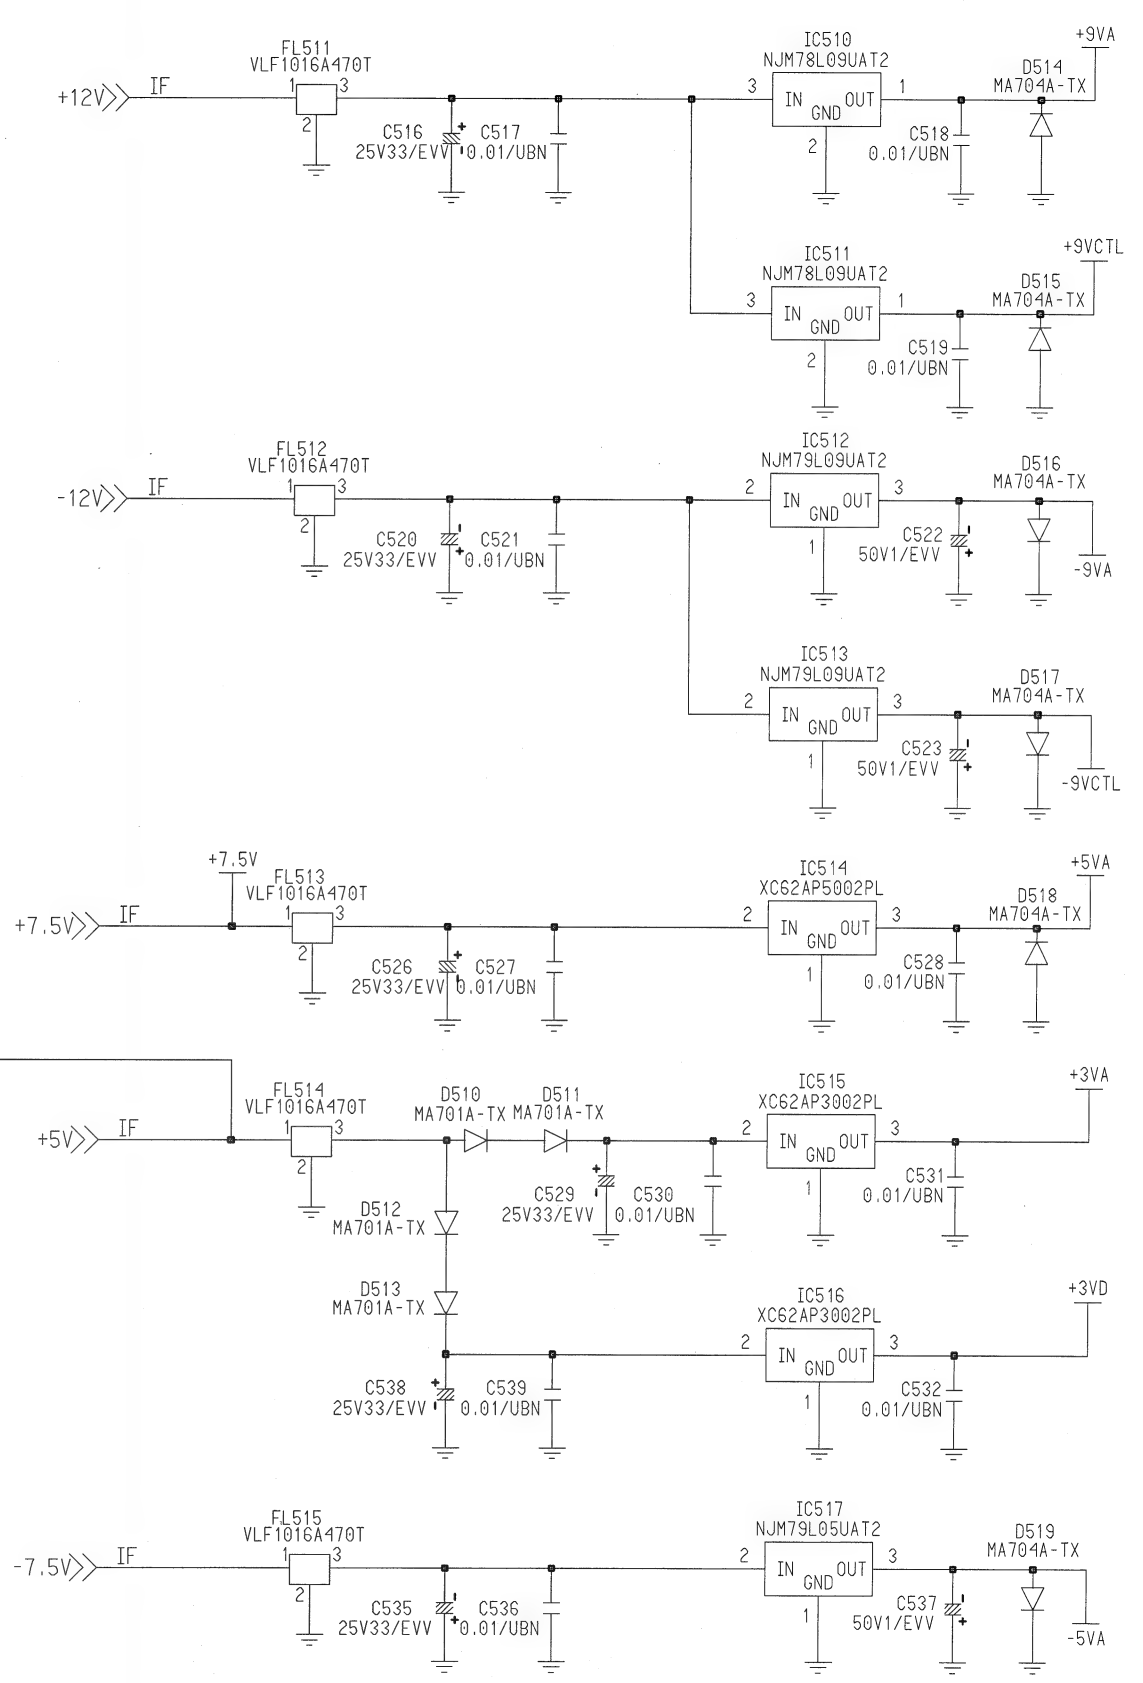 +9VA
IC510
FL511
NJM78L09UAT2
VLF1016A470T
D514
MA704A-TX
+12V
IF
1
3
3
IN
OUT
GND
1
2
C516
+
-
25V33/EVV
C517
0.01/UBN
2
C518
0.01/UBN
+9VCTL
IC511
NJM78L09UAT2
D515
MA704A-TX
3
IN
OUT
GND
1
2
C519
0.01/UBN
IC512
FL512
NJM79L09UAT2
VLF1016A470T
D516
MA704A-TX
-12V
IF
1
3
2
IN
OUT
GND
3
2
C520
-
+
25V33/EVV
C521
0.01/UBN
1
C522
-
+
50V1/EVV
-9VA
IC513
NJM79L09UAT2
D517
MA704A-TX
2
IN
OUT
GND
3
1
C523
-
+
50V1/EVV
-9VCTL
+7.5V
IC514
+5VA
FL513
XC62AP5002PL
VLF1016A470T
D518
MA704A-TX
+7.5V
IF
1
3
2
IN
OUT
GND
3
2
C526
+
-
25V33/EVV
C527
0.01/UBN
1
C528
0.01/UBN
IC515
+3VA
FL514
D510
D511
XC62AP3002PL
VLF1016A470T
MA701A-TX
MA701A-TX
+5V
IF
1
3
2
IN
OUT
GND
3
2
C529
+
-
25V33/EVV
C530
0.01/UBN
1
C531
0.01/UBN
D512
MA701A-TX
D513
MA701A-TX
IC516
+3VD
XC62AP3002PL
2
IN
OUT
GND
3
C538
+
-
25V33/EVV
C539
0.01/UBN
1
C532
0.01/UBN
IC517
FL515
NJM79L05UAT2
VLF1016A470T
D519
MA704A-TX
-7.5V
IF
1
3
2
IN
OUT
GND
3
2
C535
-
+
25V33/EVV
C536
0.01/UBN
1
C537
-
+
50V1/EVV
-5VA